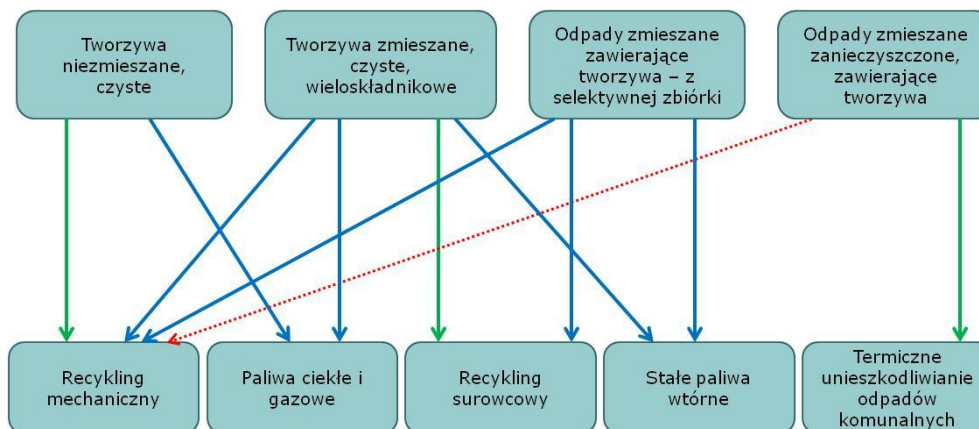 Tworzywa
niezmieszane,
czyste
Tworzywa zmieszane,
czyste,
wieloskładnikowe
Odpady zmieszane
zawierające
tworzywa – z
selektywnej zbiórki
Odpady zmieszane
zanieczyszczone,
zawierające
tworzywa
Recykling
mechaniczny
Paliwa ciekłe i
gazowe
Recykling
surowcowy
Stałe paliwa
wtórne
Termiczne
unieszkodliwianie
odpadów
komunalnych